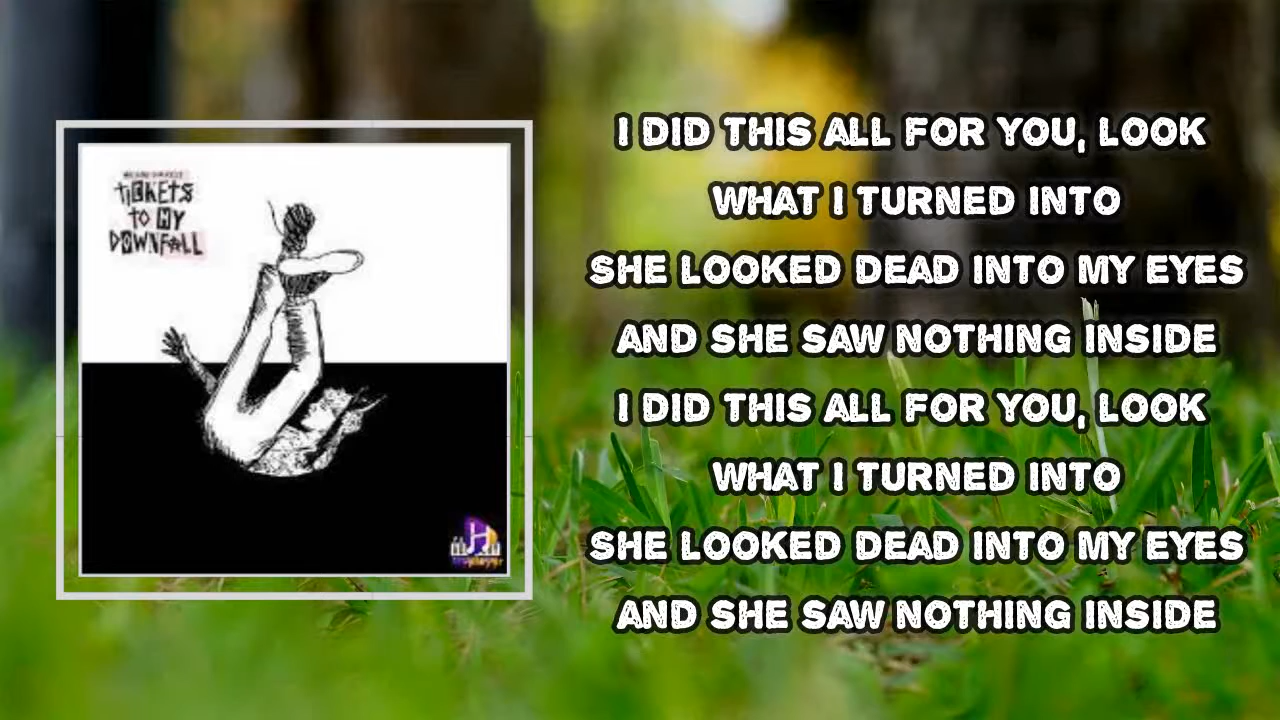 TICKETS
TO MY
DOWNFALL
I DID THIS ALL FOR YOU, LOOK
WHAT I TURNED INTO
SHE LOOKED DEAD INTO MY EYES
AND SHE SAW NOTHING INSIDE
I DID THIS ALL FOR YOU, LOOK
WHAT I TURNED INTO
SHE LOOKED DEAD INTO MY EYES
AND SHE SAW NOTHING INSIDE